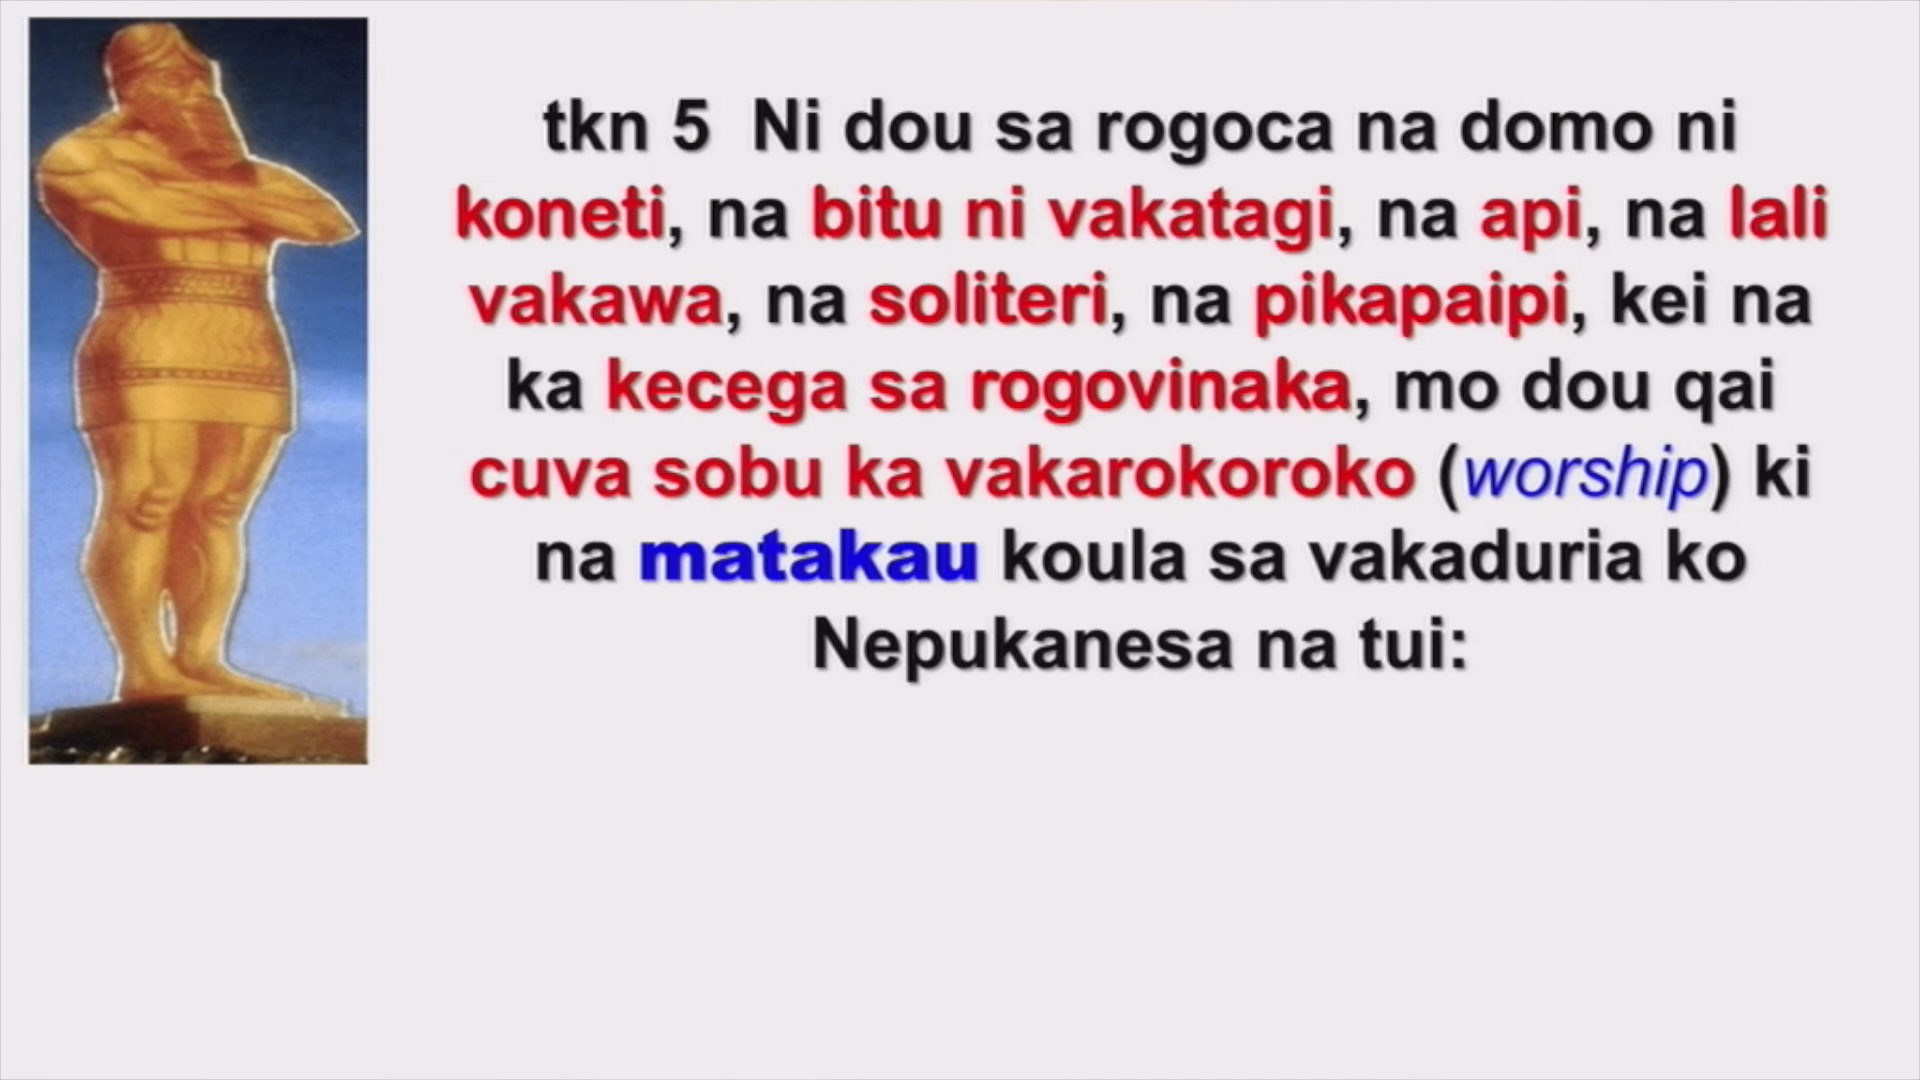 tkn 5  Ni dou sa rogoca na domo ni
koneti, na bitu ni vakatagi, na api, na lali
vakawa, na soliteri, na pikapaipi, kei na
ka kecega sa rogovinaka, mo dou qai
cuva sobu ka vakarokoroko (worship) ki
na matakau koula sa vakaduria ko
Nepukanesa na tui: